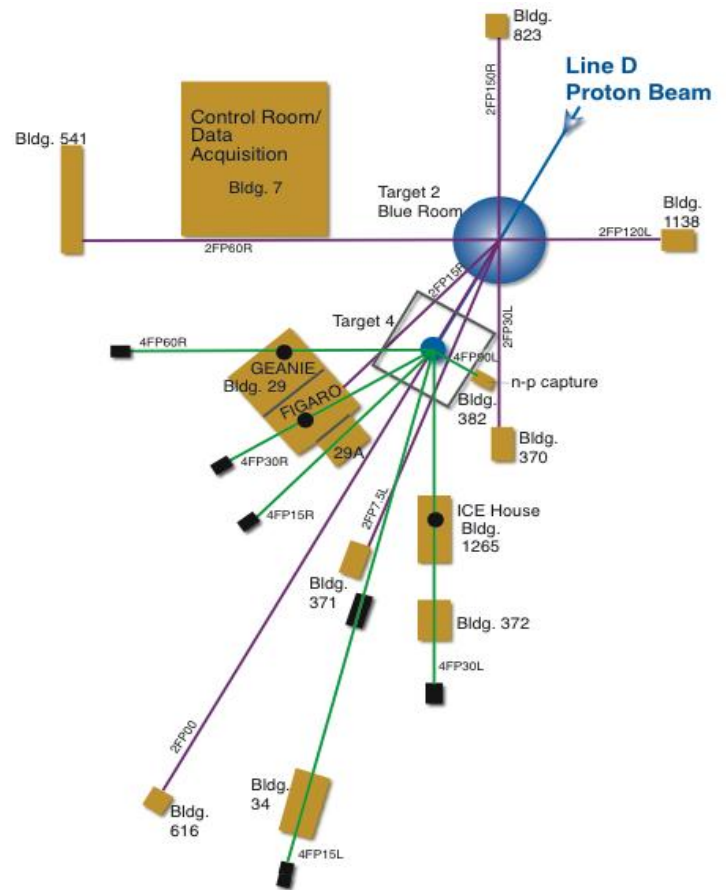 Bldg.
823
Line D
Proton Beam
2FP150R
Control Room/
Data
Acquisition
Bldg. 7
Bldg. 541
Target 2
Blue Room
Bldg.
1138
2FP60R
2FP120L
2FP15R
2FP30L
Target 4
4FP60R
4FP90L
GEANIE
Bldg. 29
FIGARO
n-p capture
Bldg.
382
29A
Bldg.
370
4FP30R
4FP15R
2FP7.5L
ICE House
Bldg.
1265
Bldg.
371
Bldg. 372
4FP30L
2FP00
Bldg.
34
Bldg.
616
4FP15L